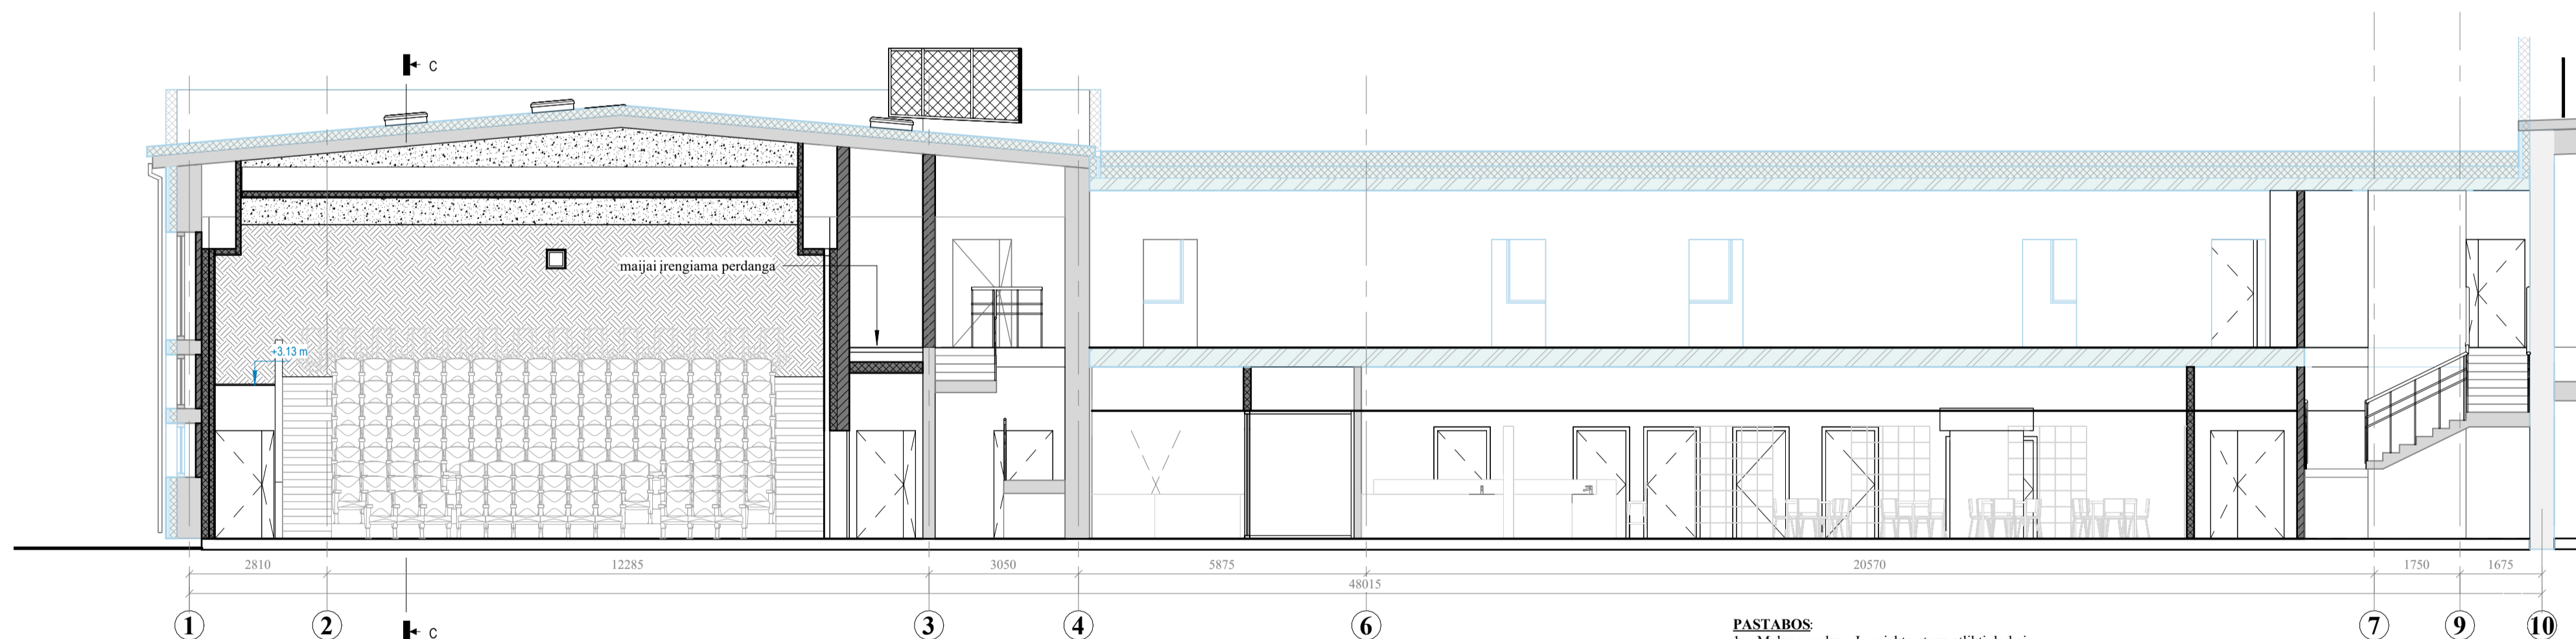 C
maijai įrengiama perdanga
+3.13 m
2810 12285 3050 5875 20570 1750 1675
48015
1 2 3 4 6 7 9 10
C
PASTABOS: